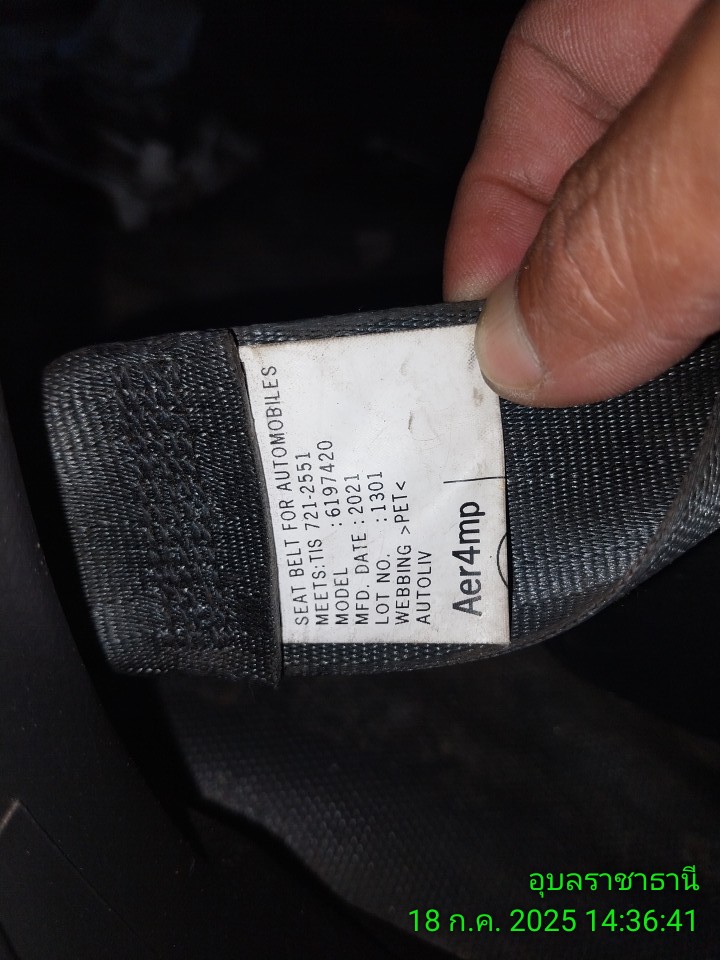 SEAT BELT FOR AUTOMOBILES
MEETS:TIS 721-2551
MODEL :6197420
MFD. DATE :2021
LOT NO. :1301
WEBBING >PET<
AUTOLIV
Aer4mp
อุบลราชธานี
18 ก.ค. 2025 14:36:41